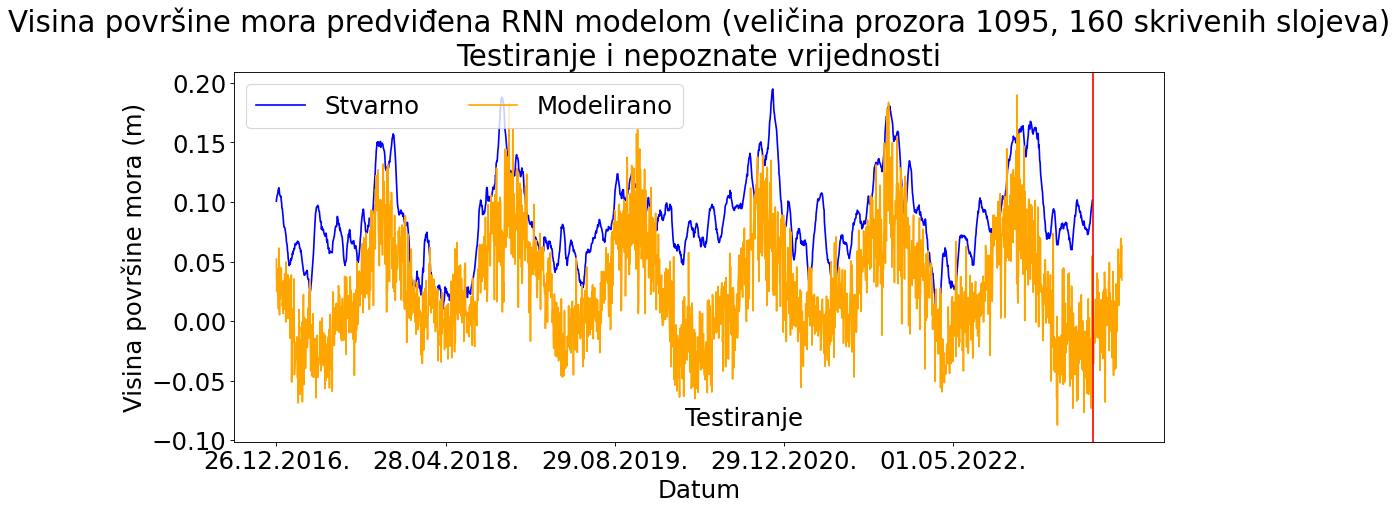 Visina površine mora predviđena RNN modelom (veličina prozora 1095, 160 skrivenih slojeva)
Testiranje i nepoznate vrijednosti
Stvarno Modelirano
Visina površine mora (m)
0.20
0.15
0.10
0.05
0.00
−0.05
−0.10
Testiranje
26.12.2016. 28.04.2018. 29.08.2019. 29.12.2020. 01.05.2022.
Datum